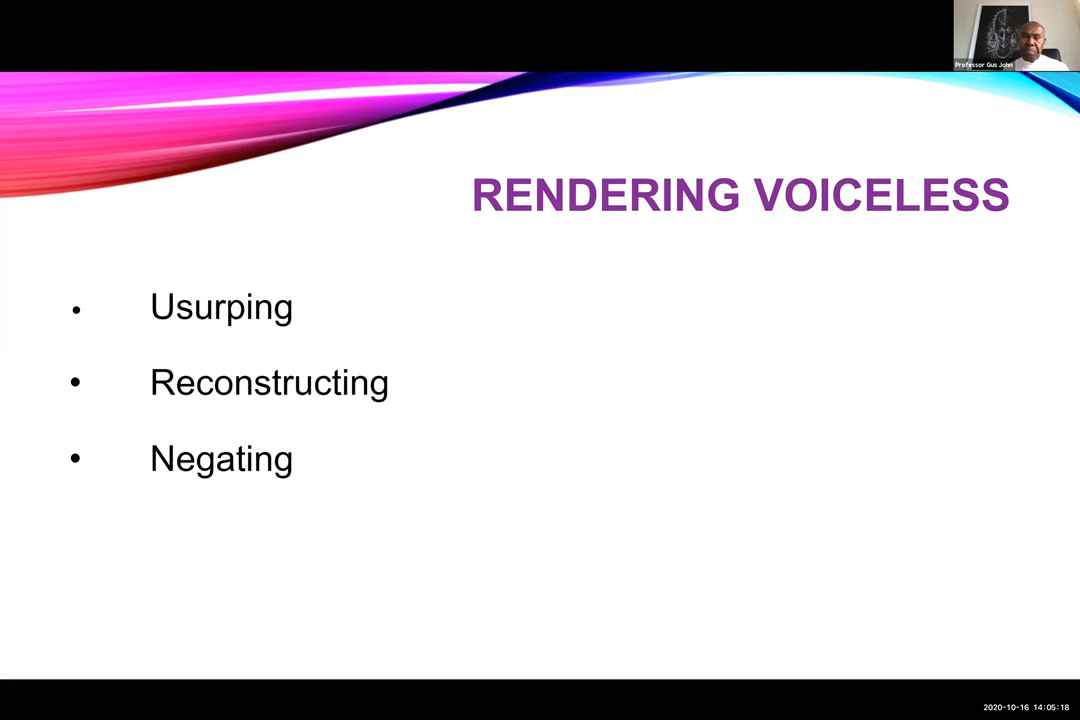 Professor Gus John
RENDERING VOICELESS
• Usurping
• Reconstructing
• Negating
2020-10-16 14:05:18